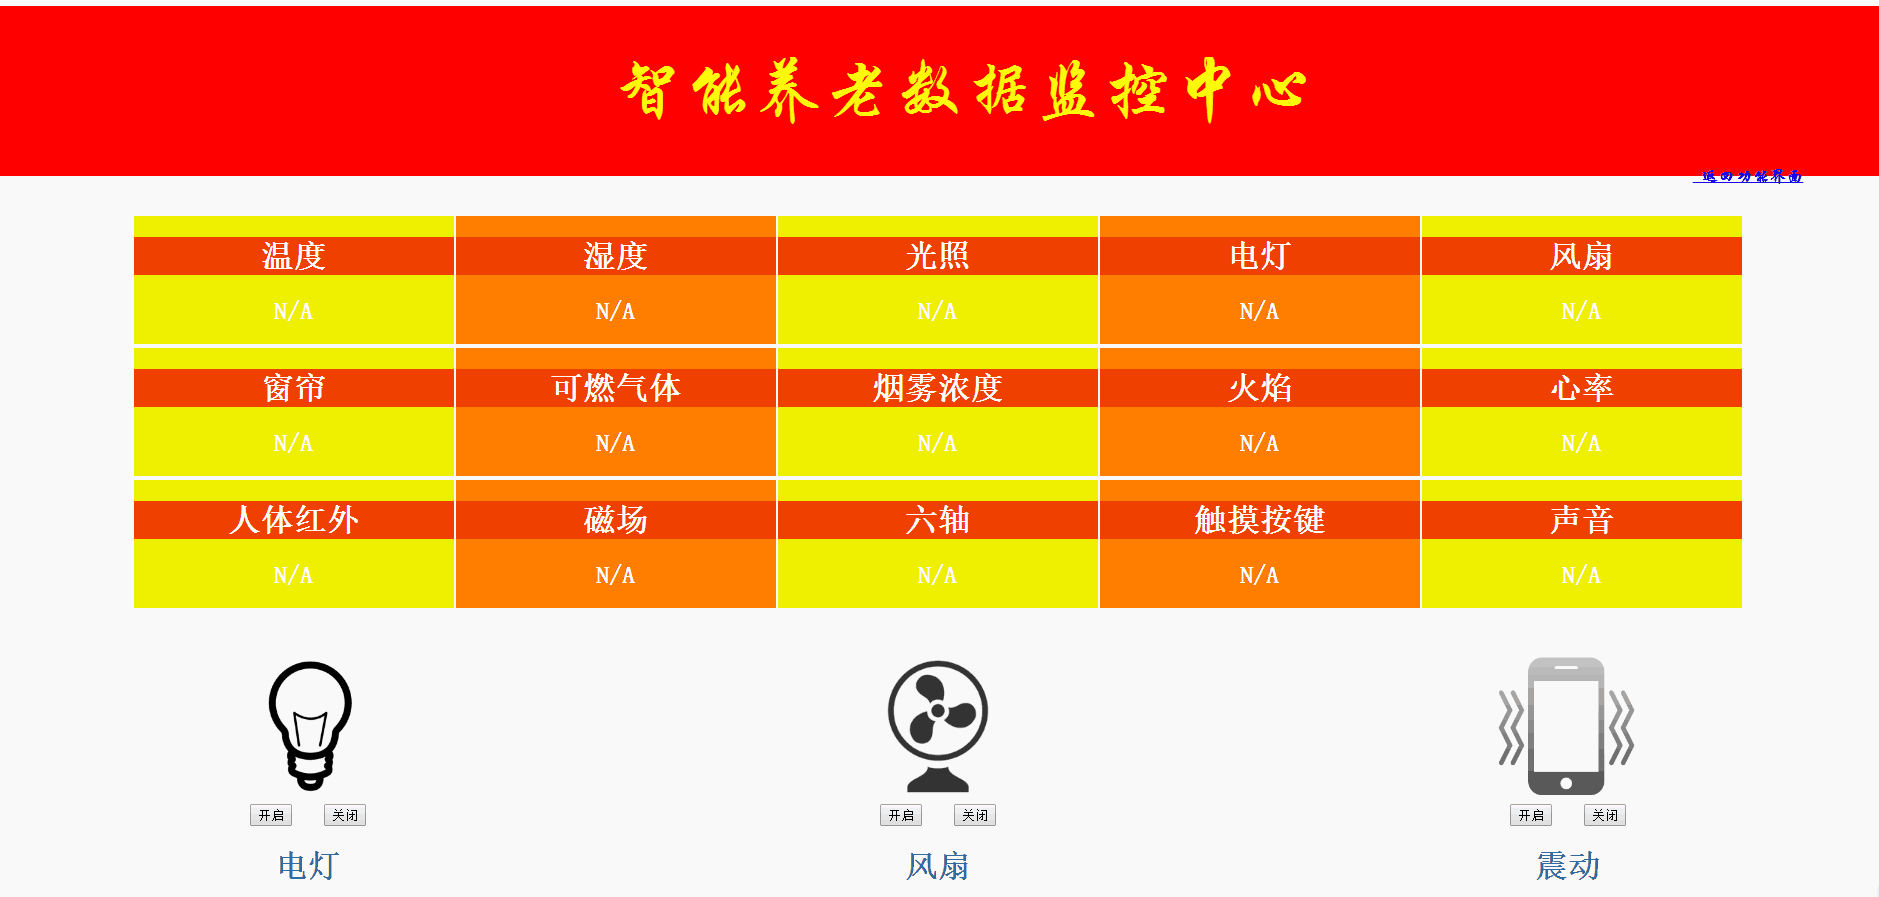 智能养老数据监控中心
返回功能界面
温度 湿度 光照 电灯 风扇
N/A N/A N/A N/A N/A
窗帘 可燃气体 烟雾浓度 火焰 心率
N/A N/A N/A N/A N/A
人体红外 磁场 六轴 触摸按键 声音
N/A N/A N/A N/A N/A
开启 关闭 开启 关闭 开启 关闭
电灯 风扇 震动